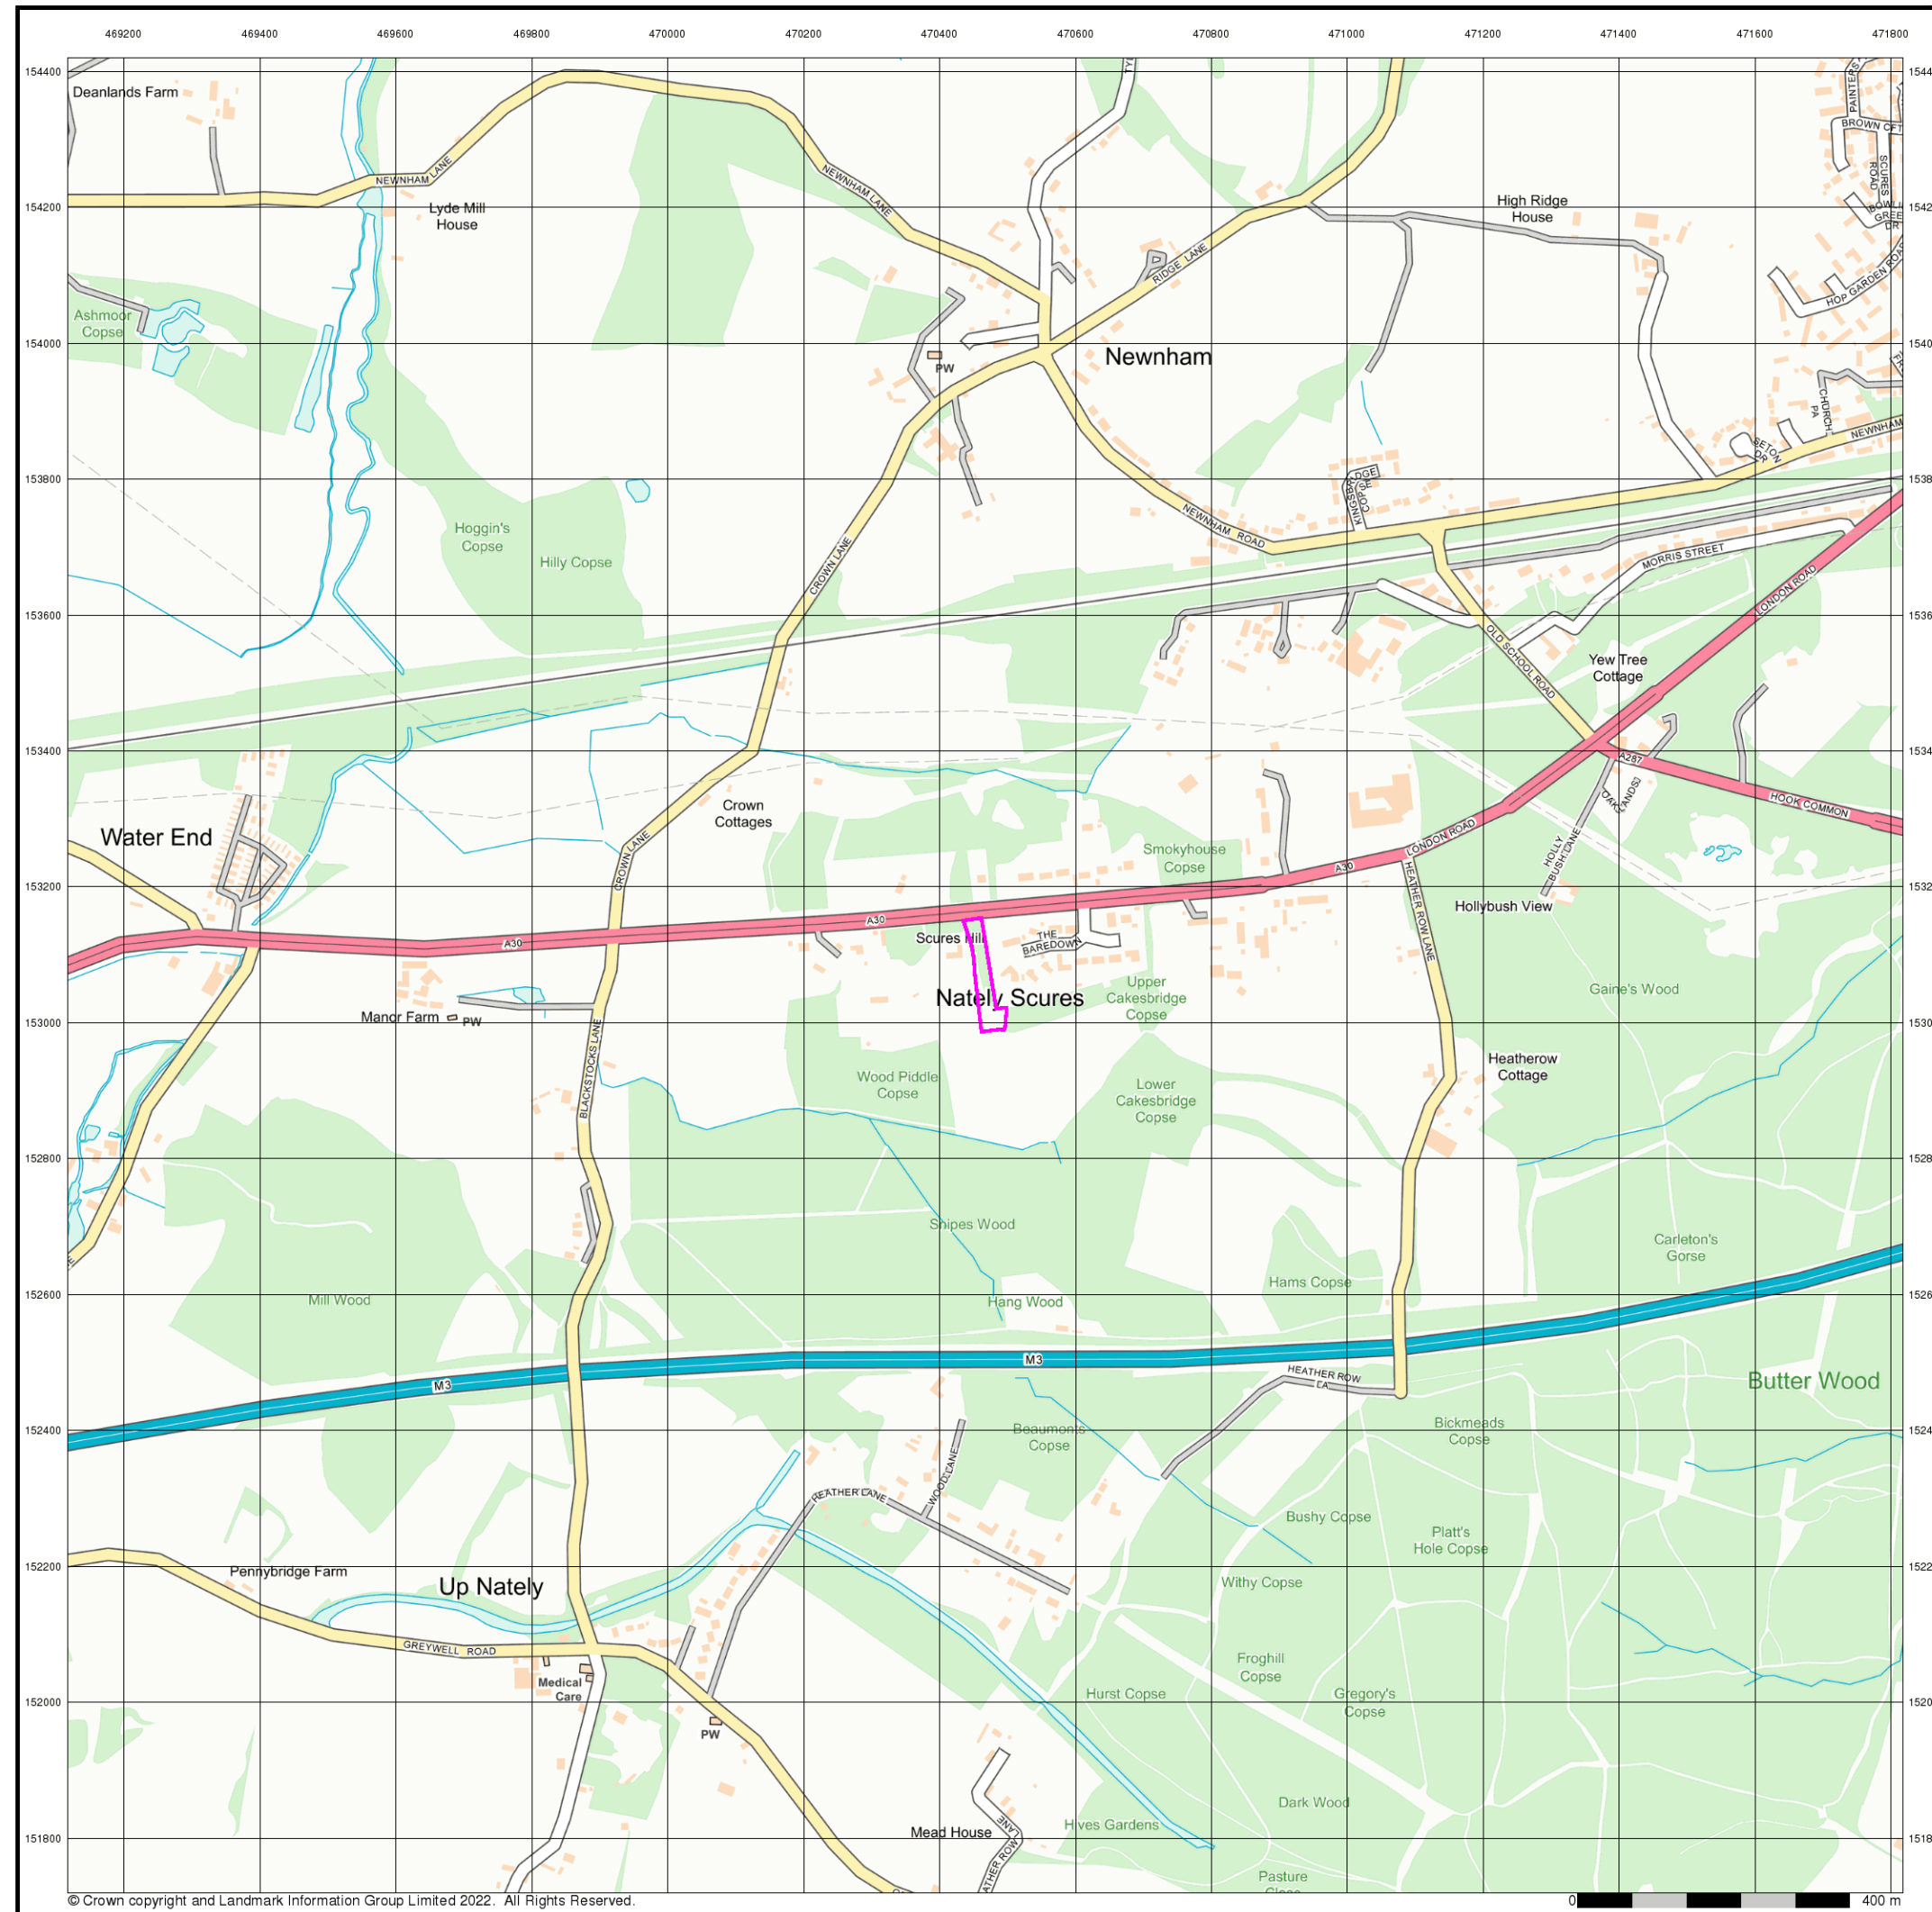 469200 469400 469600 469800 470000 470200 470400 470600 470800 471000 471200 471400 471600 471800
154400
Deanlands Farm
NEWNHAM LANE
Lyde Mill
House
NEWNHAM LANE
RIDGE LANE
High Ridge
House
BROWN
SCURES
ROAD
HOP GARDEN ROAD
154200
Ashmoor
Copse
154000
PW
Newnham
CHURCH
PA
SETON
DR
NEWNHAM
153800
Hoggin's
Copse
Hilly Copse
CROWN LANE
NEWNHAM ROAD
MORRIS STREET
LONDON ROAD
153600
OLD SCHOOL ROAD
Yew Tree
Cottage
153400
A287
HOOK COMMON
Water End
Crown
Cottages
CROWN LANE
Smokyhouse
Copse
LONDON ROAD
A30
HOLLY
BUSH LANE
153200
Hollybush View
HEATHER ROW LANE
A30
A30
Scures Hill
THE
BAREDOWN
Nately Scures
Upper
Cakesbridge
Copse
Gaine's Wood
153000
Manor Farm
PW
BLACKSTOCKS LANE
Wood Piddle
Copse
Lower
Cakesbridge
Copse
Heatherow
Cottage
152800
Snipes Wood
Carleton's
Gorse
Mill Wood
Hang Wood
Hams Copse
152600
M3
M3
HEATHER ROW
LA
Butter Wood
152400
Beaumonts
Copse
Bickmeads
Copse
HEATHER LANE
WOOD LANE
Bushy Copse
Platt's
Hole Copse
152200
Pennybridge Farm
Up Nately
Withy Copse
GREYWELL ROAD
Medical
Care
Froghill
Copse
Hurst Copse
Gregory's
Copse
152000
PW
151800
Mead House
Hives Gardens
Dark Wood
Pasture
© Crown copyright and Landmark Information Group Limited 2022. All Rights Reserved.
0 400 m